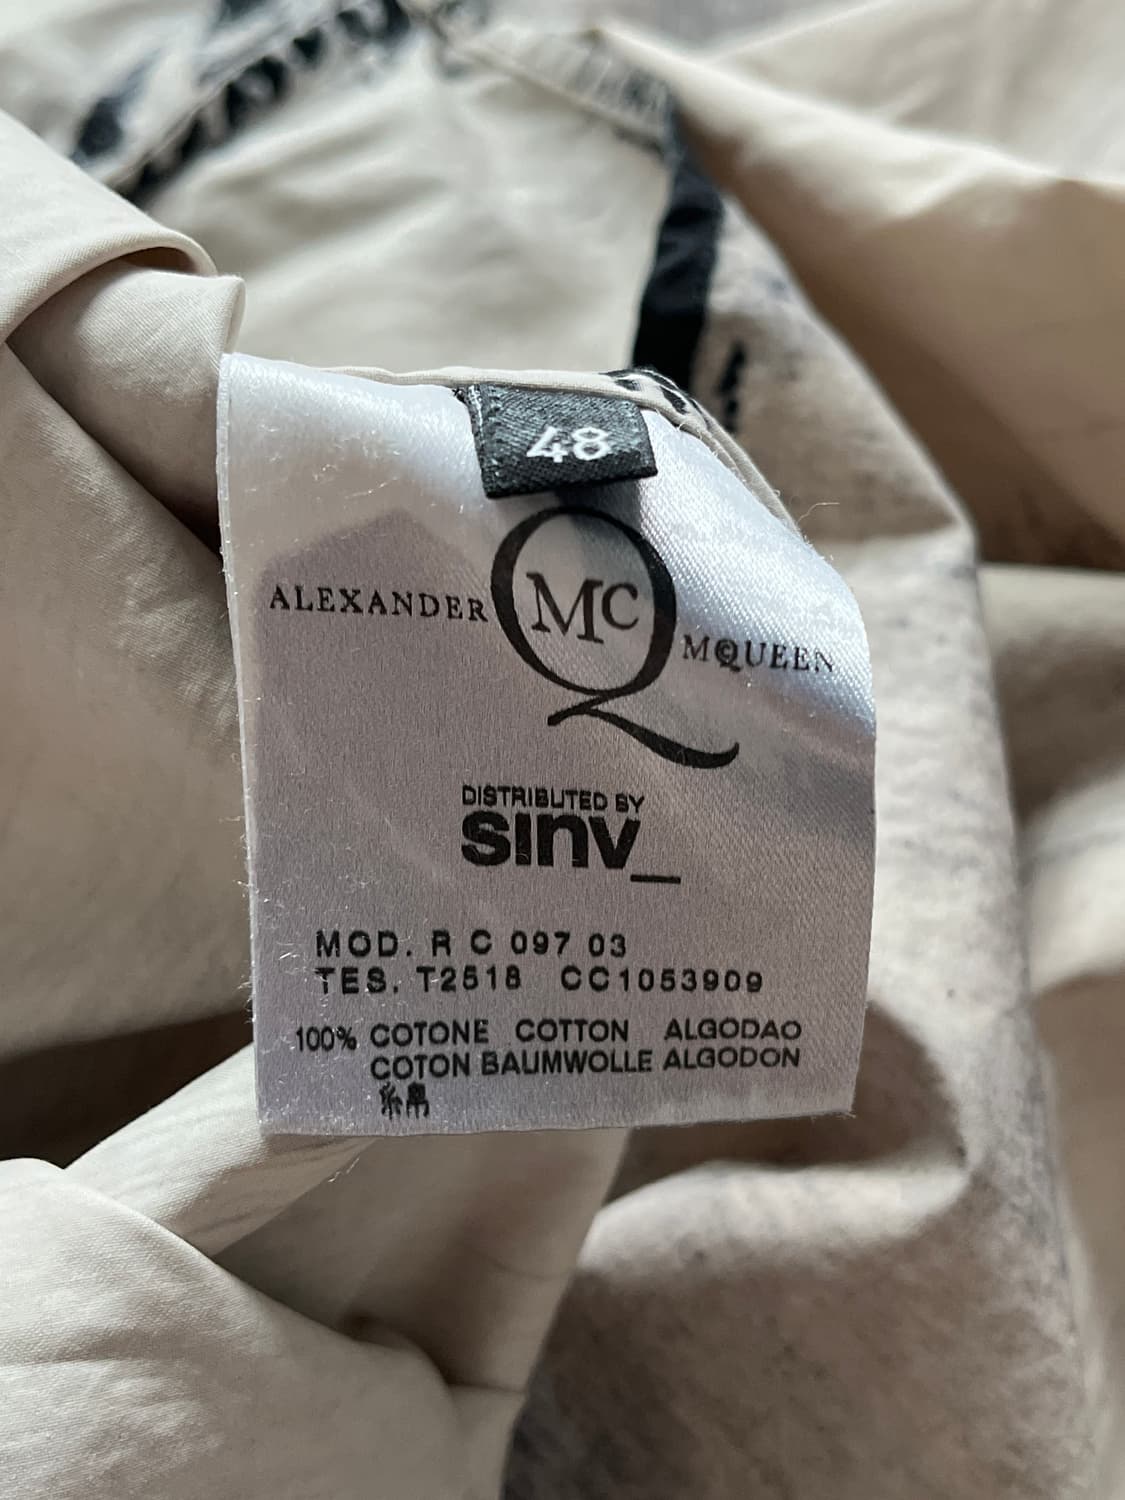 48
ALEXANDER McQ McQUEEN
DISTRIBUTED BY
sinv_
MOD. R C 097 03
TES. T2518 CC1053909
100% COTONE COTTON ALGODAO
COTON BAUMWOLLE ALGODON